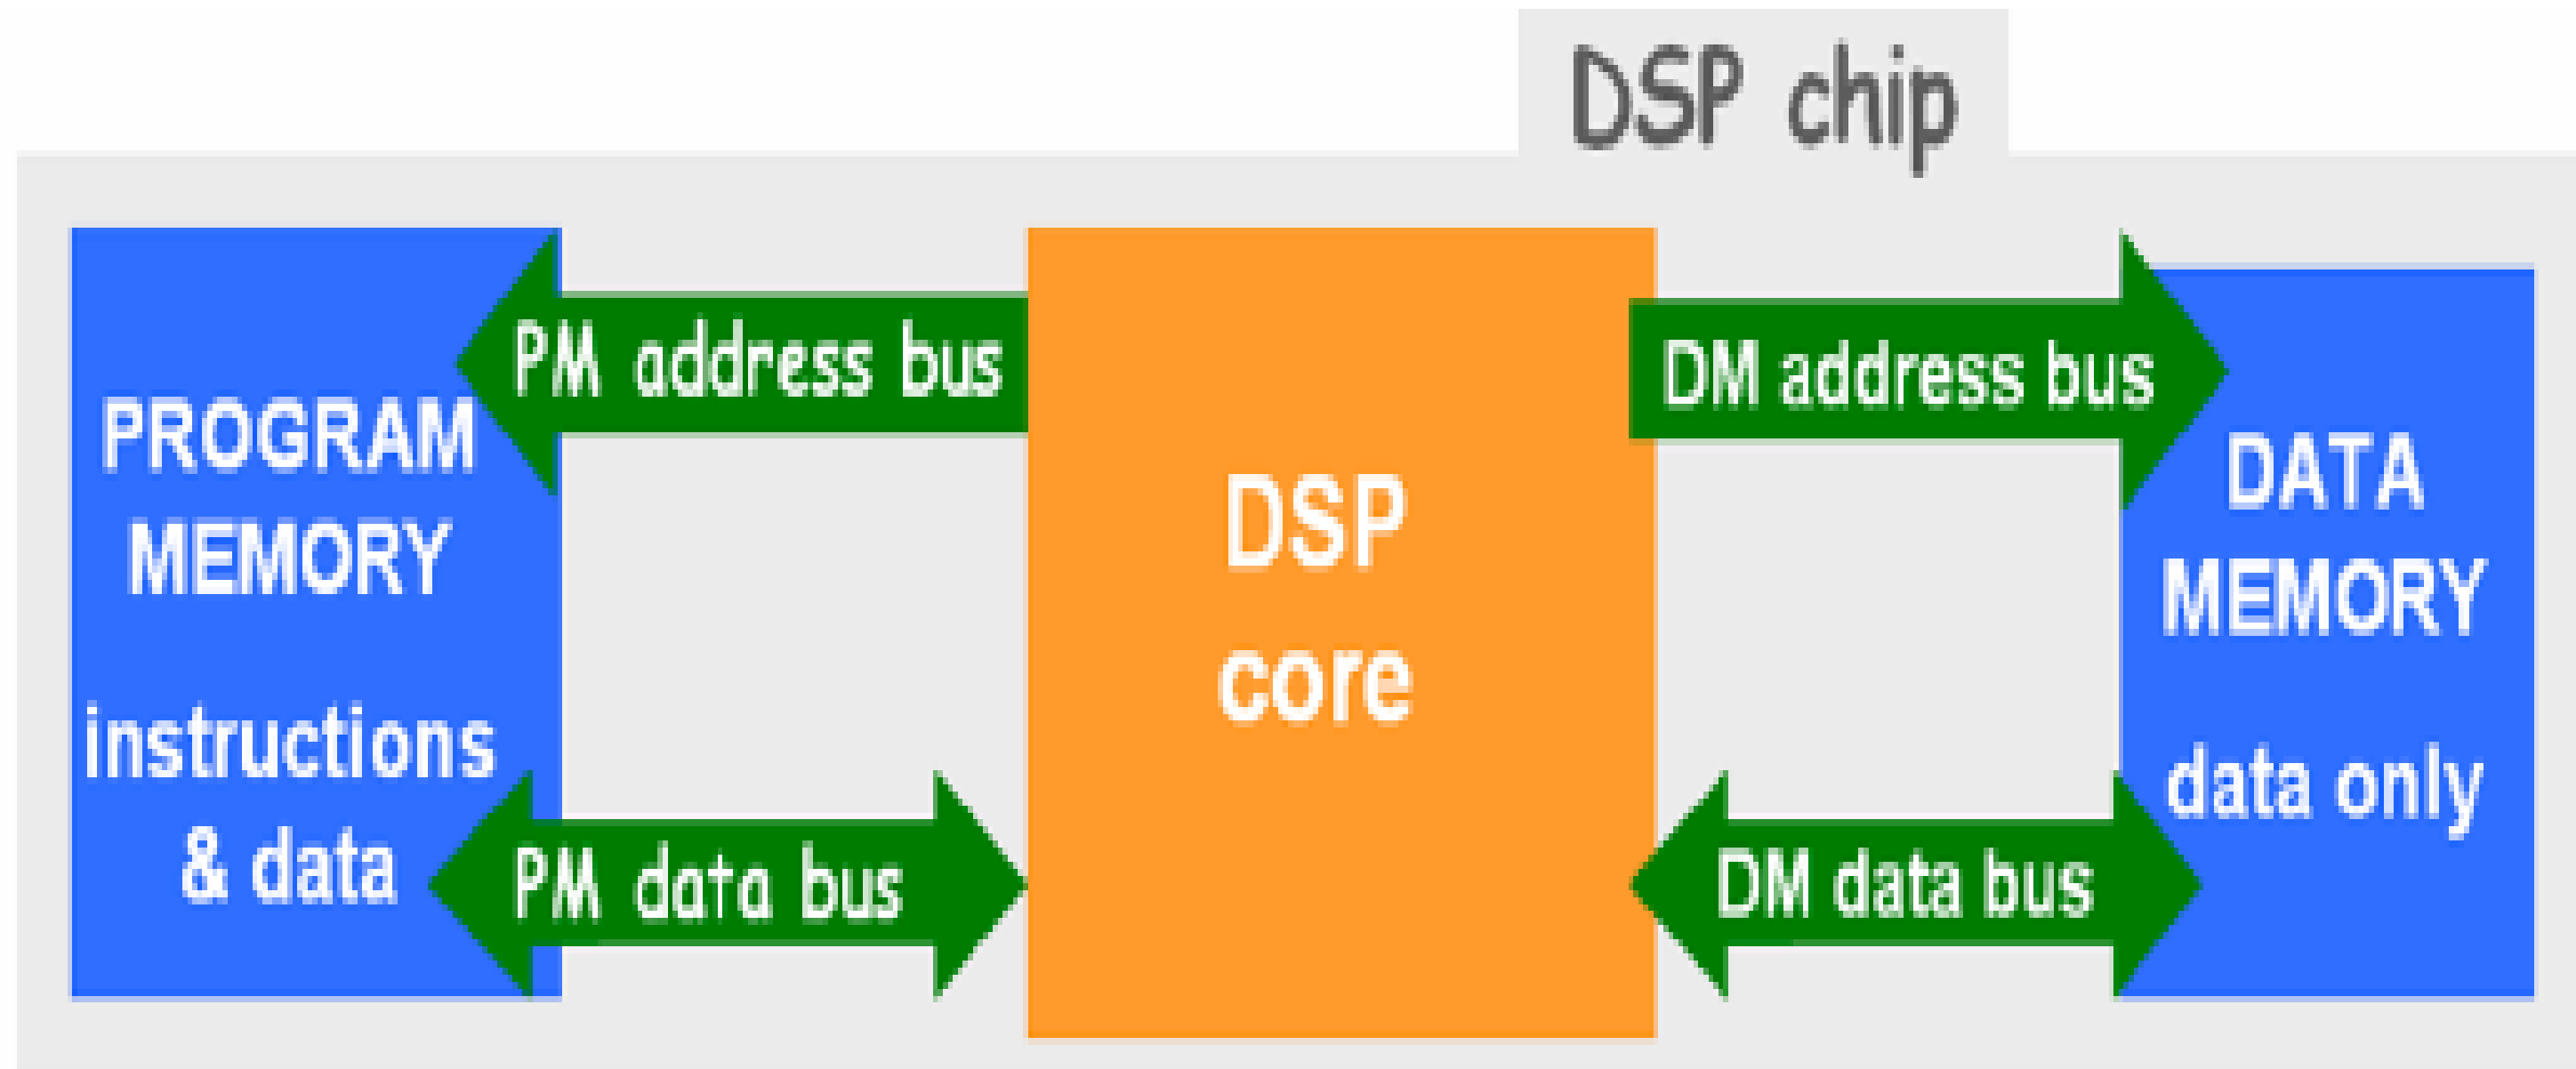 DSP chip
PM address bus
DM address bus
PROGRAM
MEMORY
instructions
& data
DSP
core
DATA
MEMORY
data only
PM data bus
DM data bus